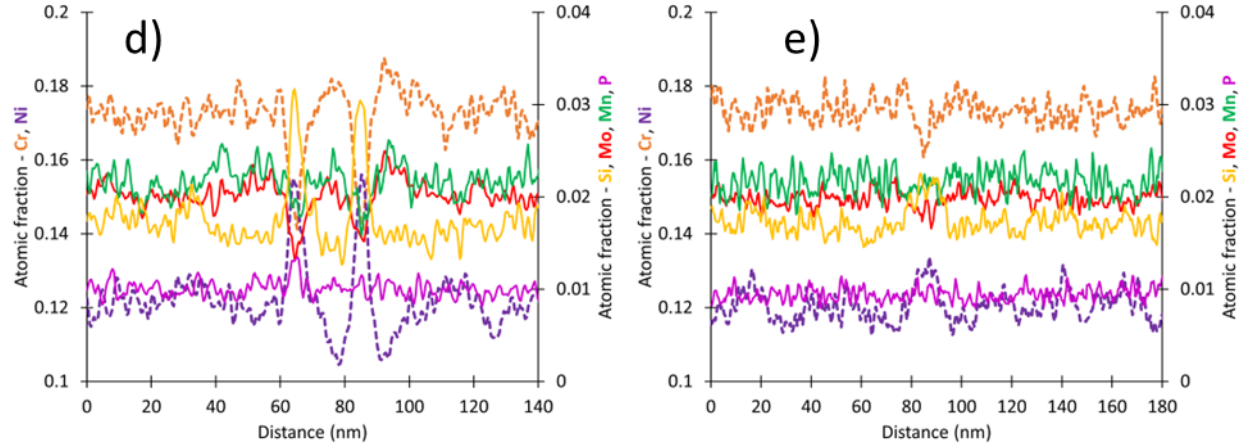 d)
0.2
0.18
0.16
0.14
0.12
0.1
Atomic fraction - Cr, Ni
0.04
0.03
0.02
0.01
0
Atomic fraction - Si, Mo, Mn, P
0 20 40 60 80 100 120 140
Distance (nm)
e)
0.2
0.18
0.16
0.14
0.12
0.1
Atomic fraction - Cr, Ni
0.04
0.03
0.02
0.01
0
Atomic fraction - Si, Mo, Mn, P
0 20 40 60 80 100 120 140 160 180
Distance (nm)